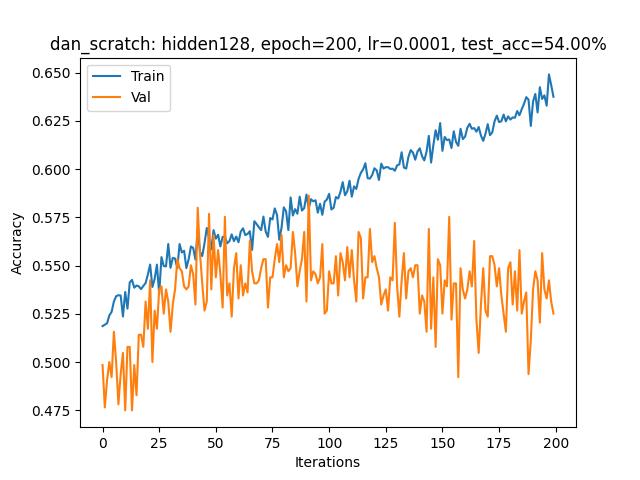 dan_scratch: hidden128, epoch=200, lr=0.0001, test_acc=54.00%
Train
Val
0.650
0.625
0.600
0.575
0.550
0.525
0.500
0.475
Accuracy
0 25 50 75 100 125 150 175 200
Iterations